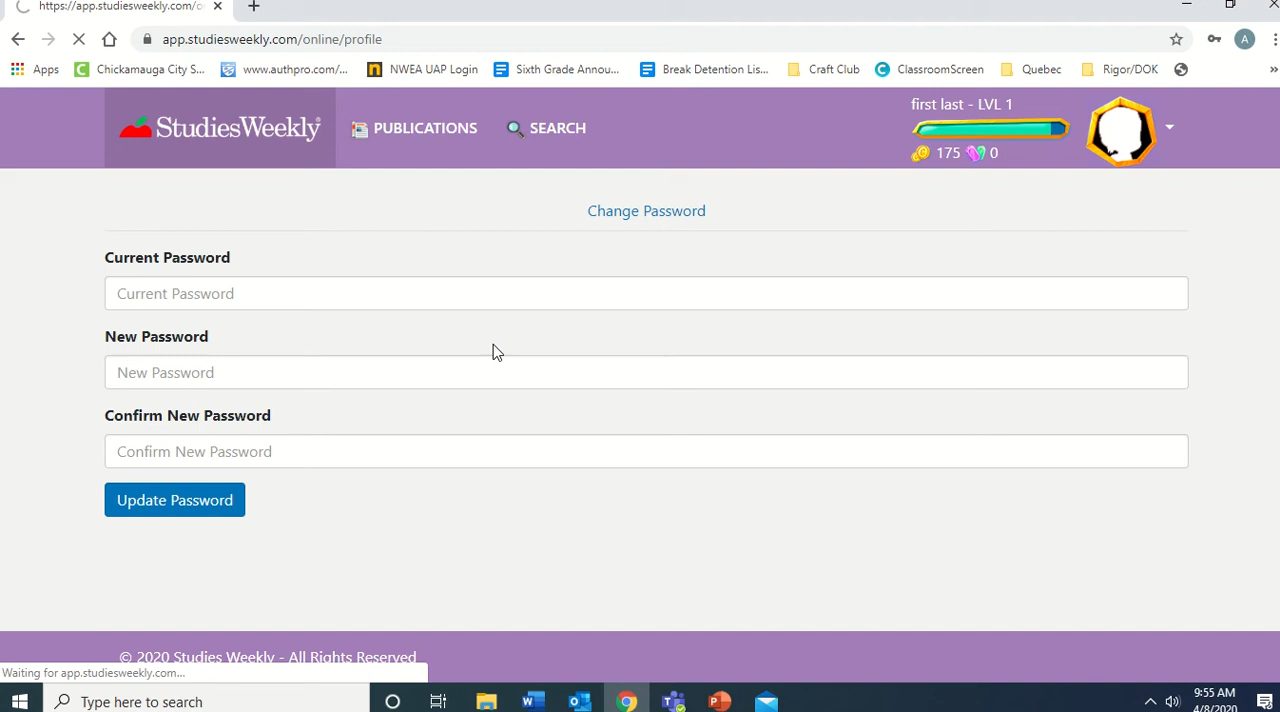 https://app.studiesweekly.com/o
app.studiesweekly.com/online/profile
A
Apps
Chickamauga City S...
www.authpro.com/...
NWEA UAP Login
Sixth Grade Annou...
Break Detention Lis...
Craft Club
ClassroomScreen
Quebec
Rigor/DOK
»
StudiesWeekly
PUBLICATIONS
SEARCH
first last - LVL 1
175
0
Change Password
Current Password
Current Password
New Password
New Password
Confirm New Password
Confirm New Password
Update Password
© 2020 Studies Weekly - All Rights Reserved
Waiting for app.studiesweekly.com...
Type here to search
9:55 AM
4/8/2020